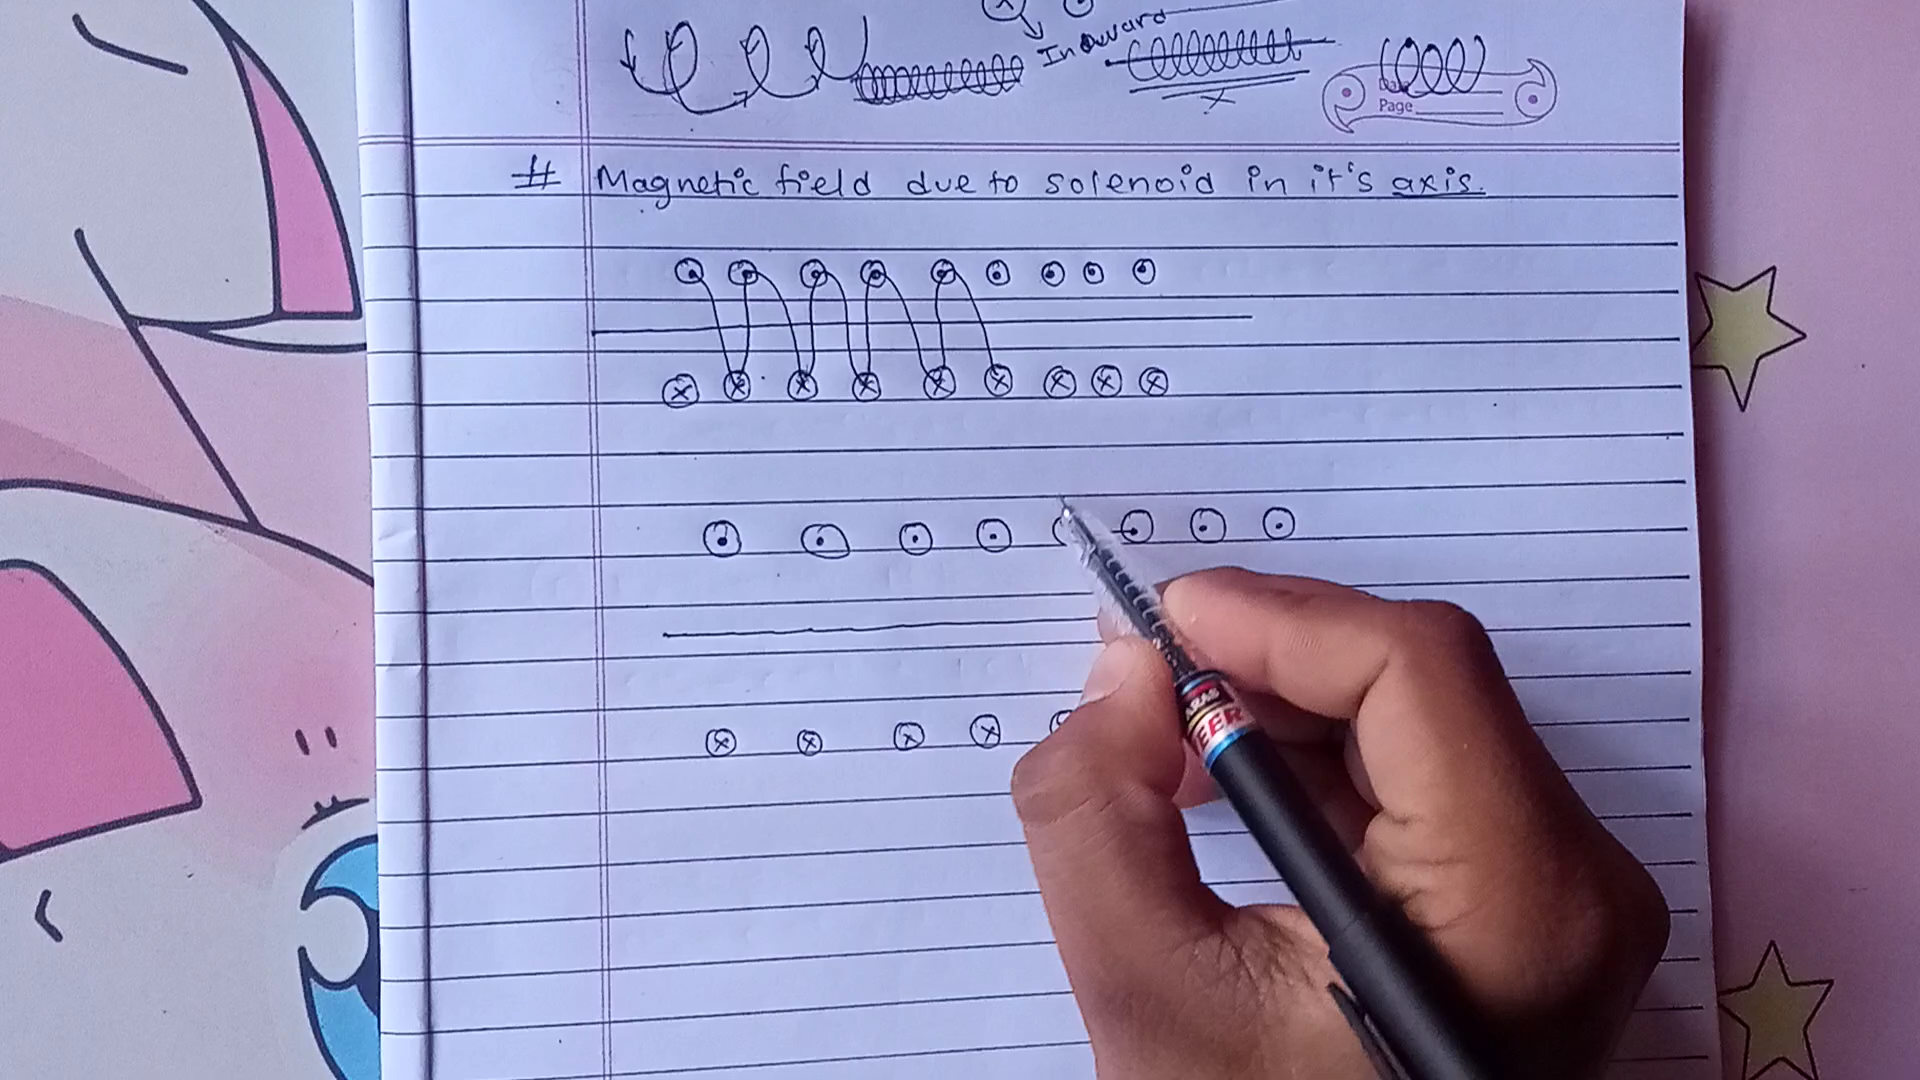 Inward
Date
Page
# Magnetic field due to solenoid in it's axis.